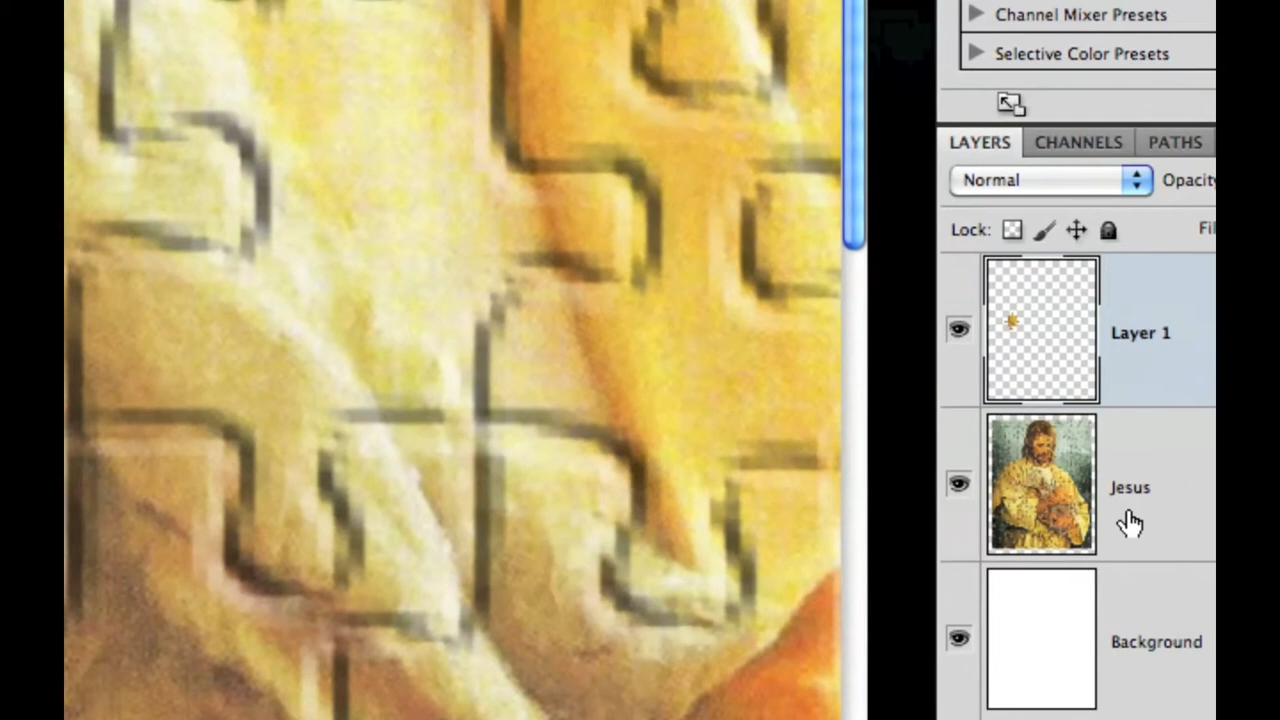 Channel Mixer Presets
Selective Color Presets
LAYERS CHANNELS PATHS
Normal
Lock:
Layer 1
Jesus
Background